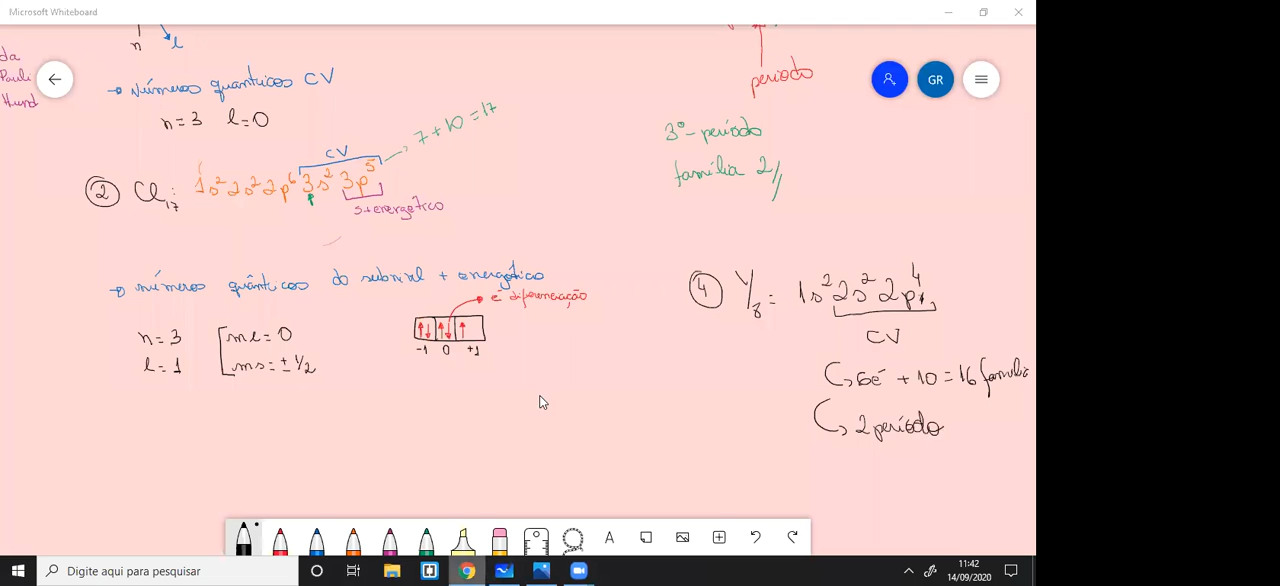 Microsoft Whiteboard
n l
da
Pauli
Hund
→ Números quânticos CV
n=3 l=0
período
GR
3º- período
família 2//
7+10=17
CV
② Cl₁₇: 1s² 2s² 2p⁶ 3s² 3p⁵
p
s+energético
→ números quânticos do subnível + energético
é diferenciação
n=3 ml= 0
l=1 ms= ± 1/2
-1 0 +1
④ Y₈ = 1s² 2s² 2p⁴
CV
↳ 6é + 10 = 16 família
↳ 2 período
A
Digite aqui para pesquisar
11:42
14/09/2020